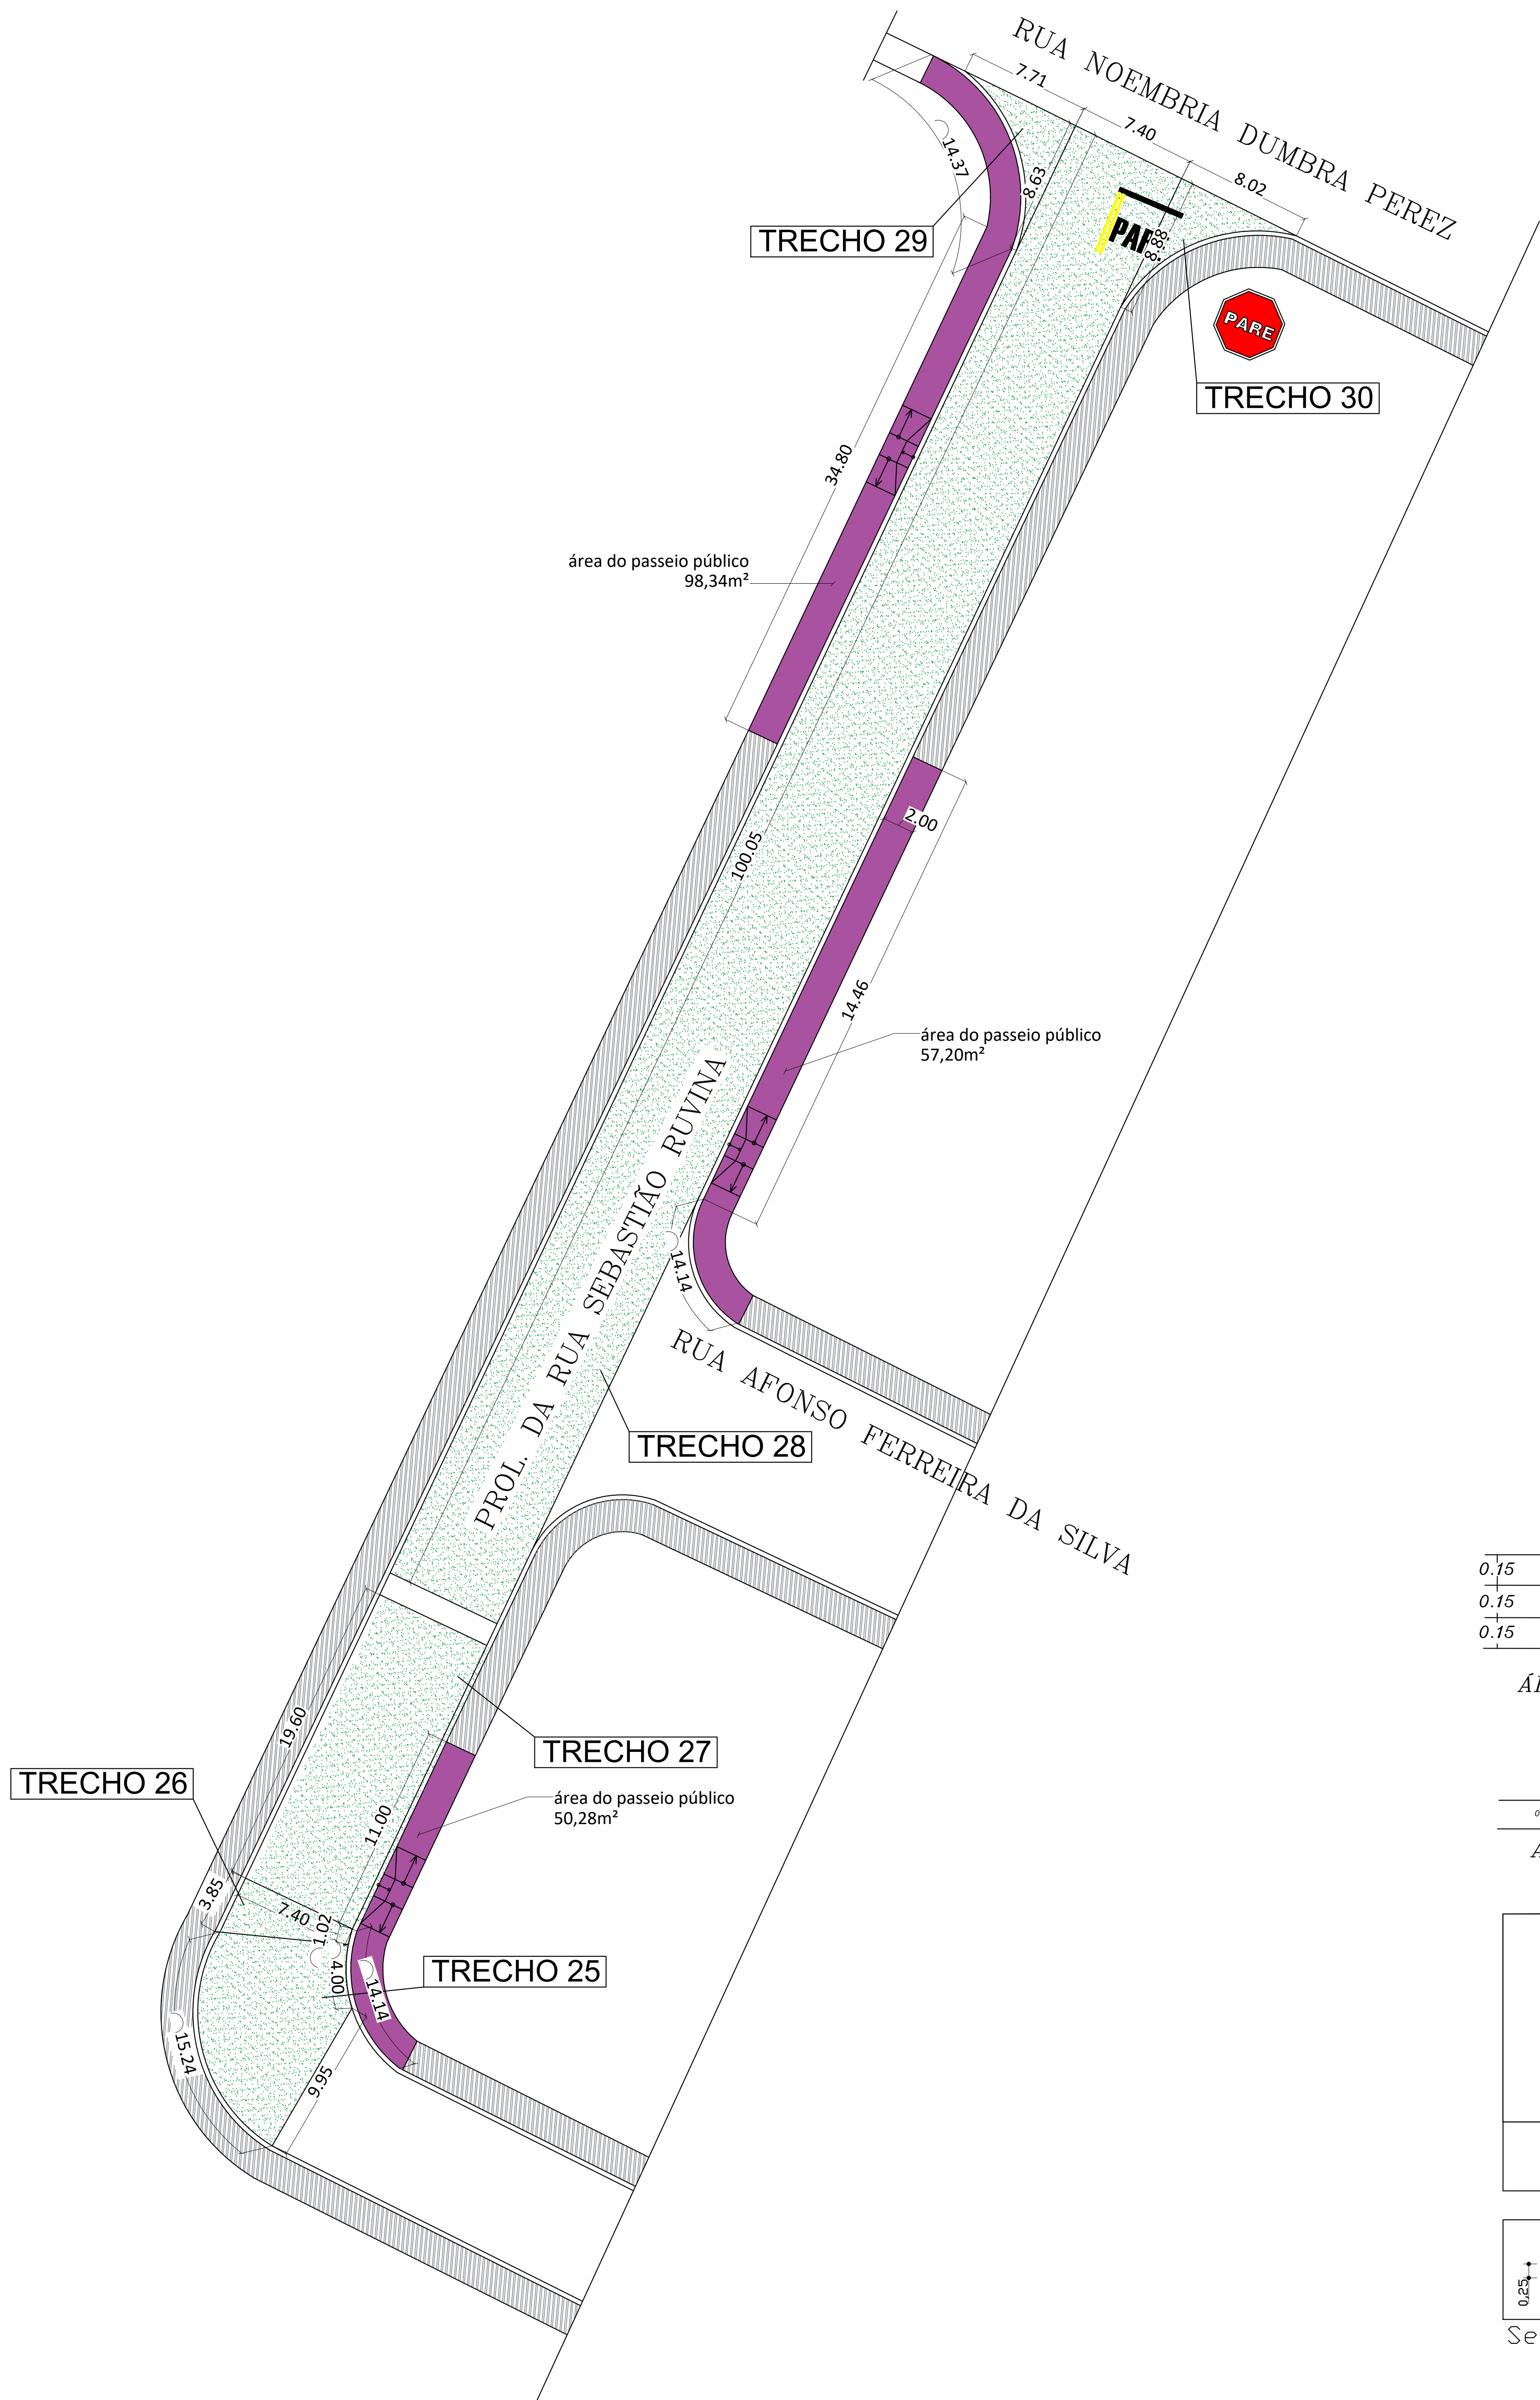 RUA NOEMBRIA DUMBRA PEREZ
7.71
7.40
8.02
14.37
8.63
8.88
TRECHO 29
PARE
TRECHO 30
34.80
área do passeio público
98,34m²
2.00
100.05
14.46
área do passeio público
57,20m²
PROL. DA RUA SEBASTIÃO RUVINA
14.14
RUA AFONSO FERREIRA DA SILVA
TRECHO 28
0.15
0.15
0.15
19.60
TRECHO 27
TRECHO 26
11.00
área do passeio público
50,28m²
3.85
7.40
1.02
4.00
14.14
TRECHO 25
15.24
9.95
0,25
Se